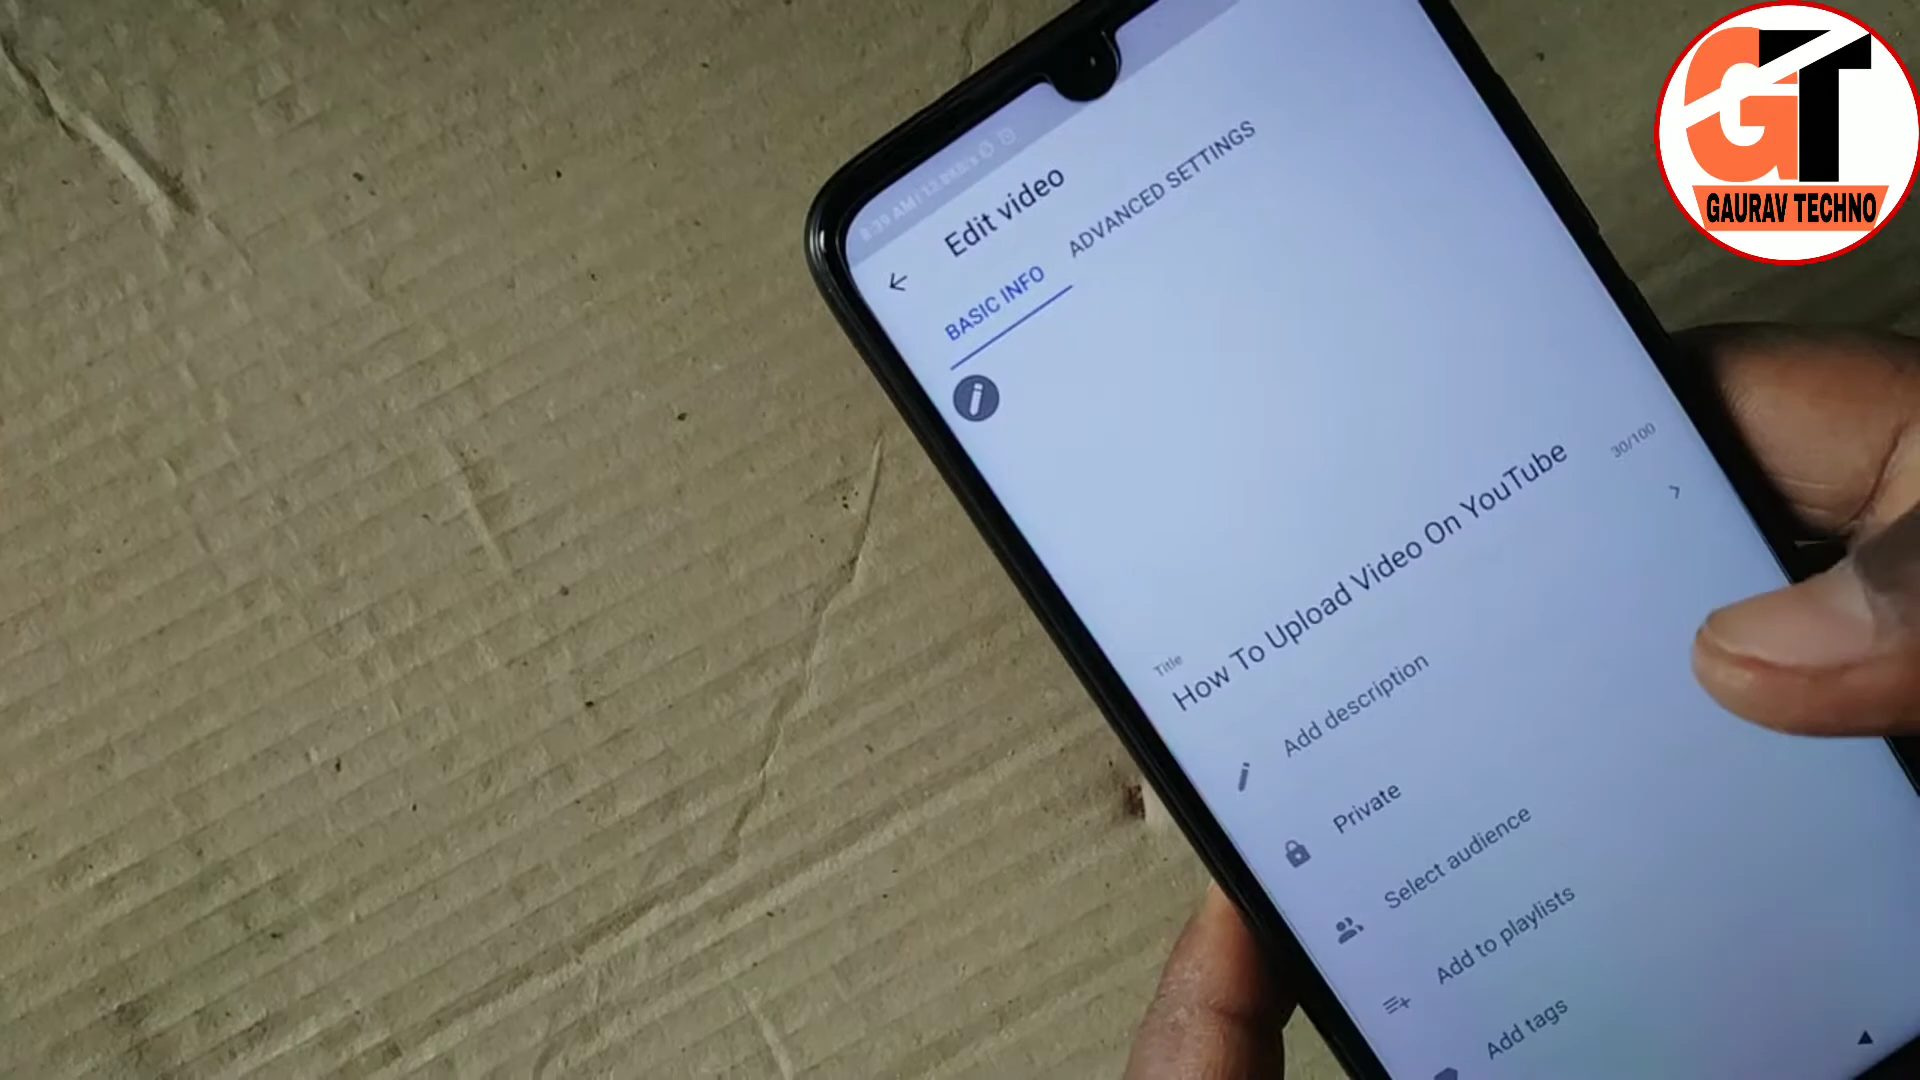 GT
GAURAV TECHNO
Edit video
BASIC INFO
ADVANCED SETTINGS
30/100
Title
How To Upload Video On YouTube
Add description
Private
Select audience
Add to playlists
Add tags